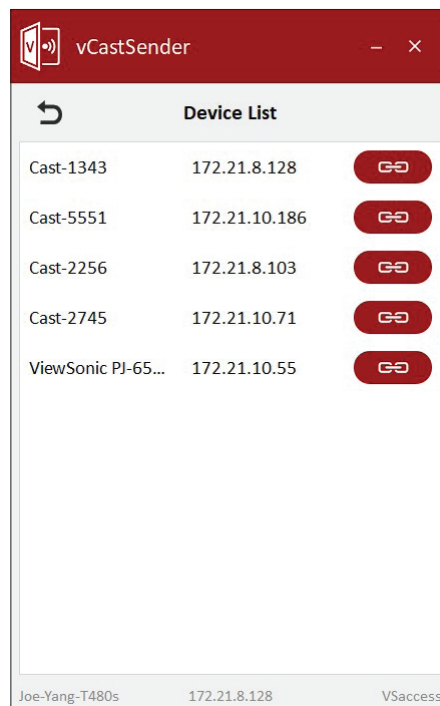 V
vCastSender
Device List
Cast-1343 172.21.8.128
Cast-5551 172.21.10.186
Cast-2256 172.21.8.103
Cast-2745 172.21.10.71
ViewSonic PJ-65... 172.21.10.55
Joe-Yang-T480s 172.21.8.128 VSaccess